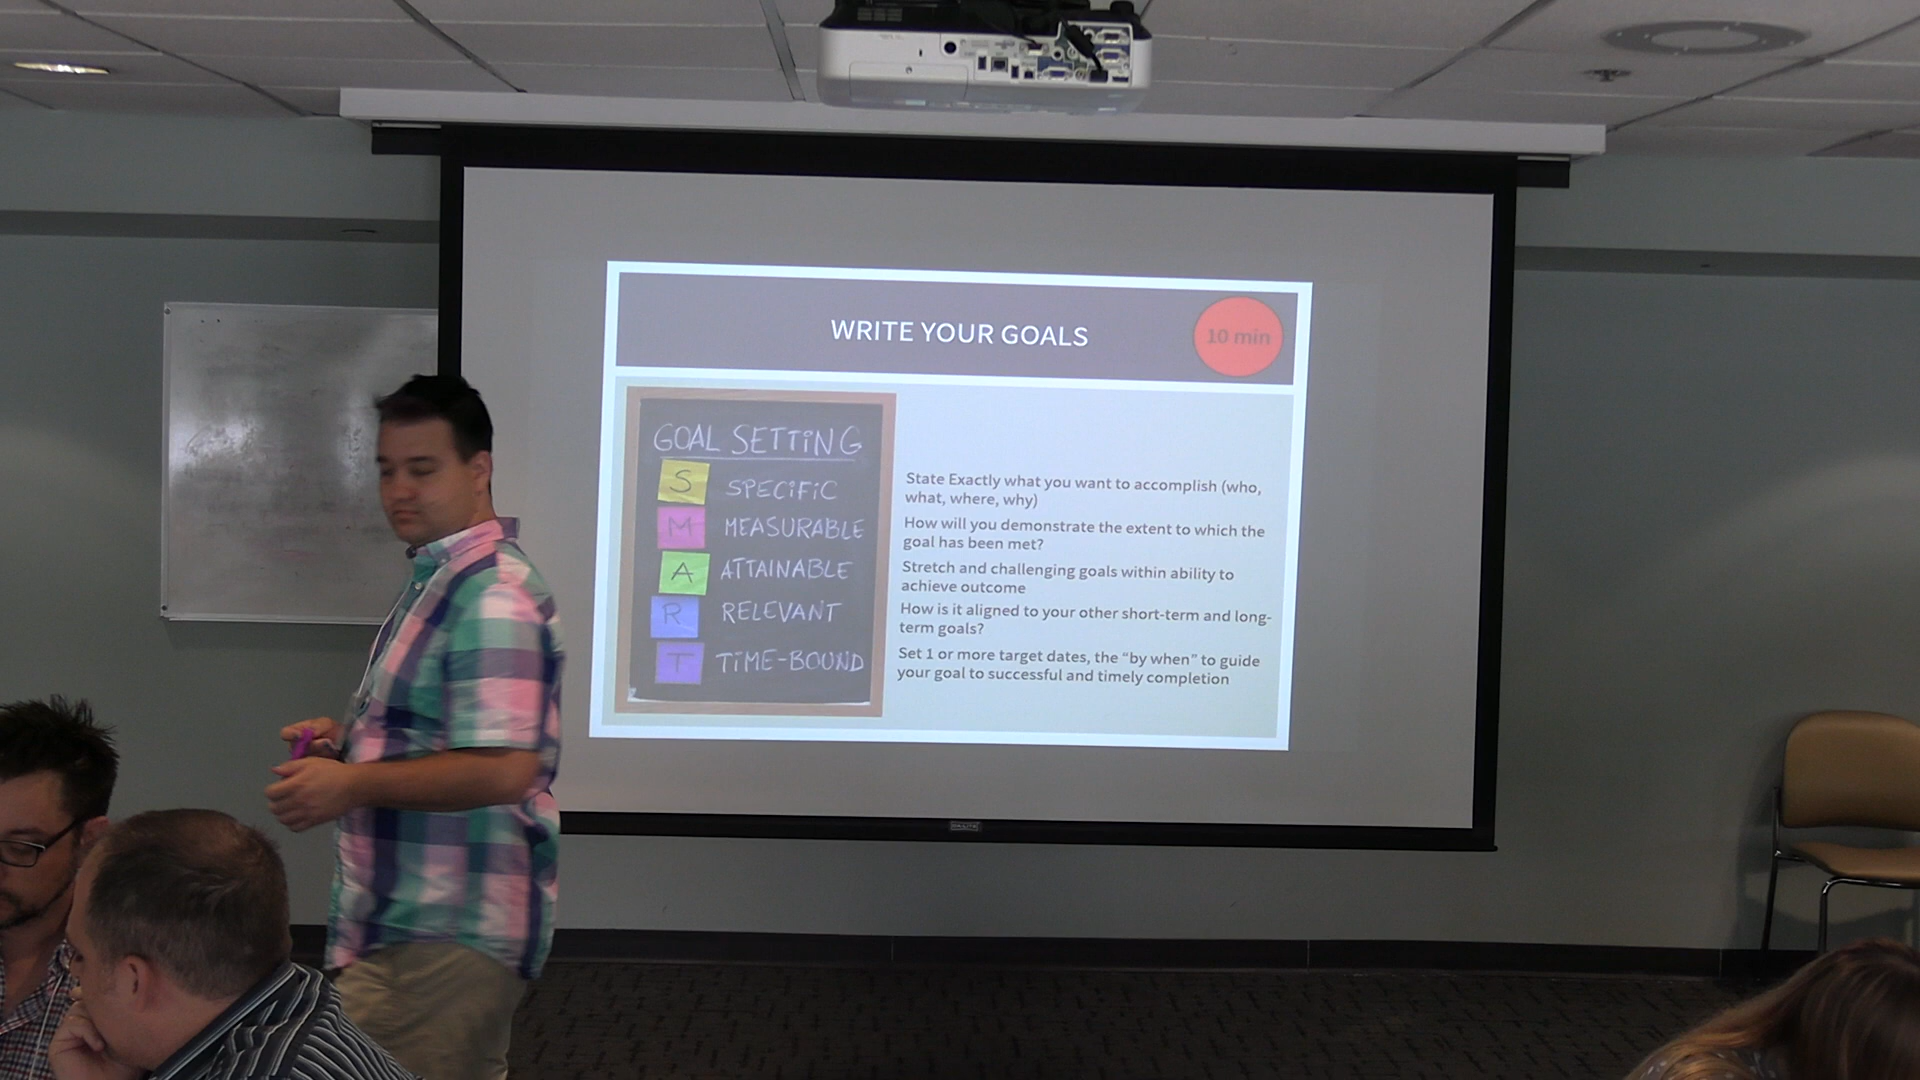 WRITE YOUR GOALS
10 min
GOAL SETTING
S SPECIFIC
M MEASURABLE
A ATTAINABLE
R RELEVANT
T TIME-BOUND
State Exactly what you want to accomplish (who,
what, where, why)
How will you demonstrate the extent to which the
goal has been met?
Stretch and challenging goals within ability to
achieve outcome
How is it aligned to your other short-term and long-
term goals?
Set 1 or more target dates, the “by when” to guide
your goal to successful and timely completion